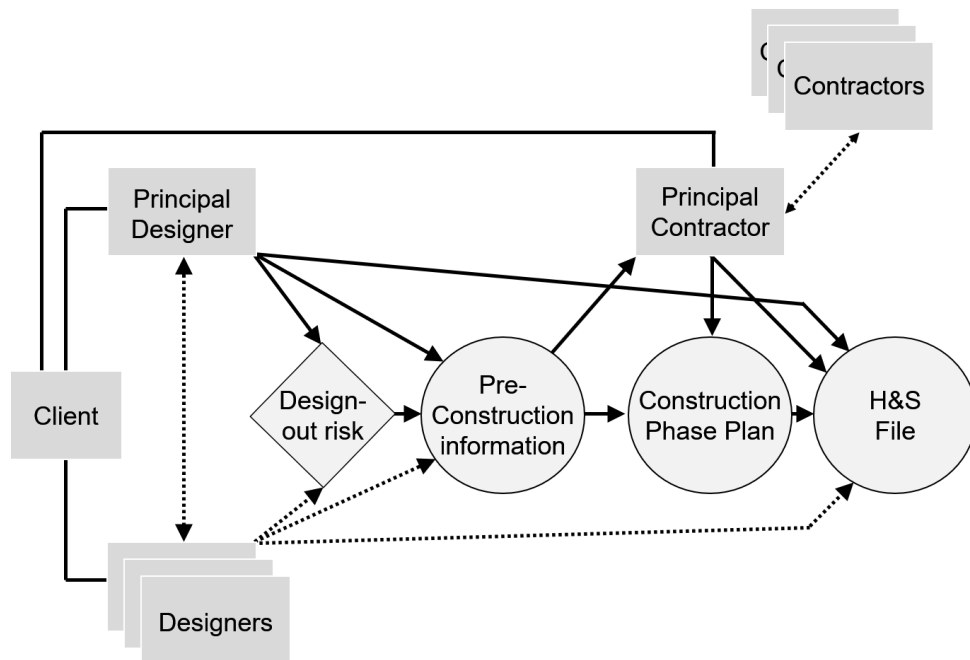 Contractors
Principal
Designer
Principal
Contractor
Client
Design-
out risk
Pre-
Construction
information
Construction
Phase Plan
H&S
File
Designers